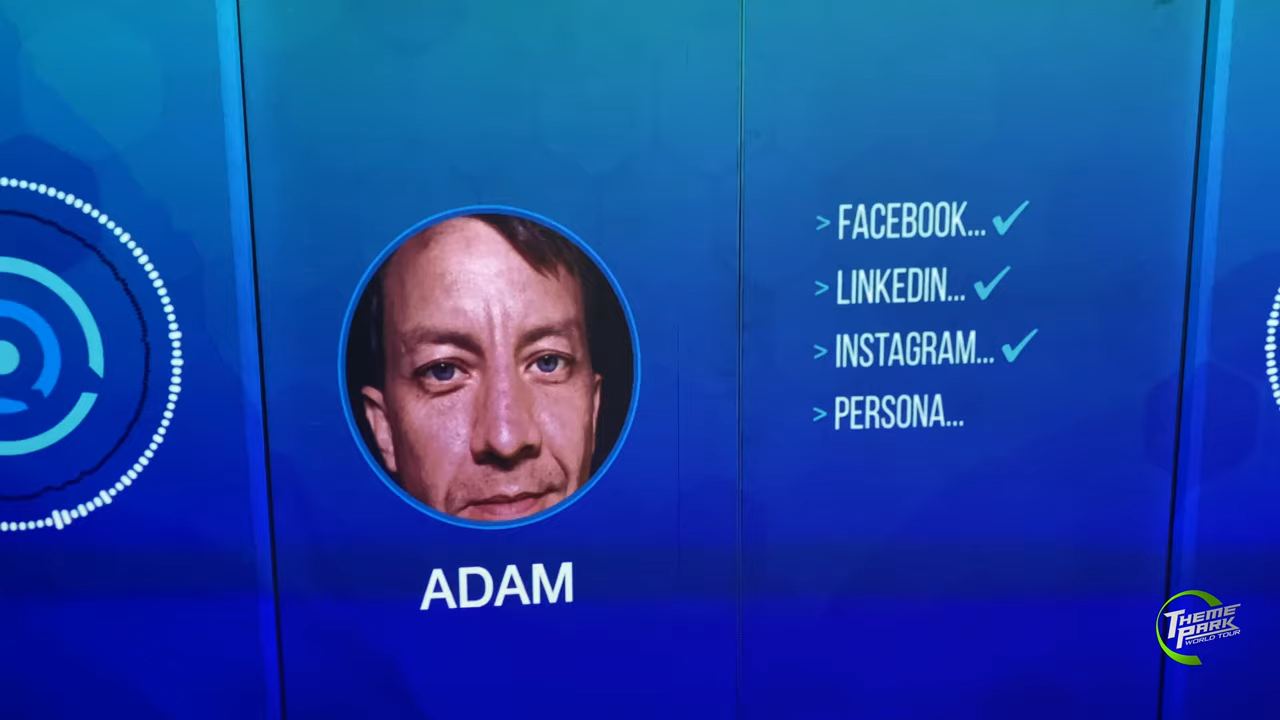 > FACEBOOK... ✓
> LINKEDIN... ✓
> INSTAGRAM... ✓
> PERSONA...
ADAM
THEME
PARK
WORLD TOUR